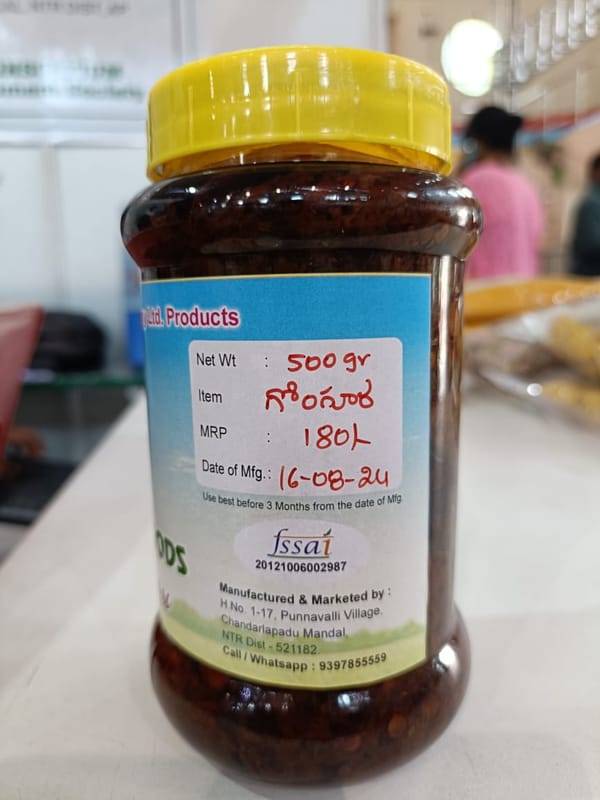 Ltd. Products
Net Wt : 500 gr
Item గోంగూర
MRP : 180/-
Date of Mfg.: 16-08-24
Use best before 3 Months from the date of Mfg.
fssai
20121006002987
ODS
Manufactured & Marketed by :
H.No. 1-17, Punnavalli Village,
Chandarlapadu Mandal,
NTR Dist - 521182.
Call / Whatsapp : 9397855559